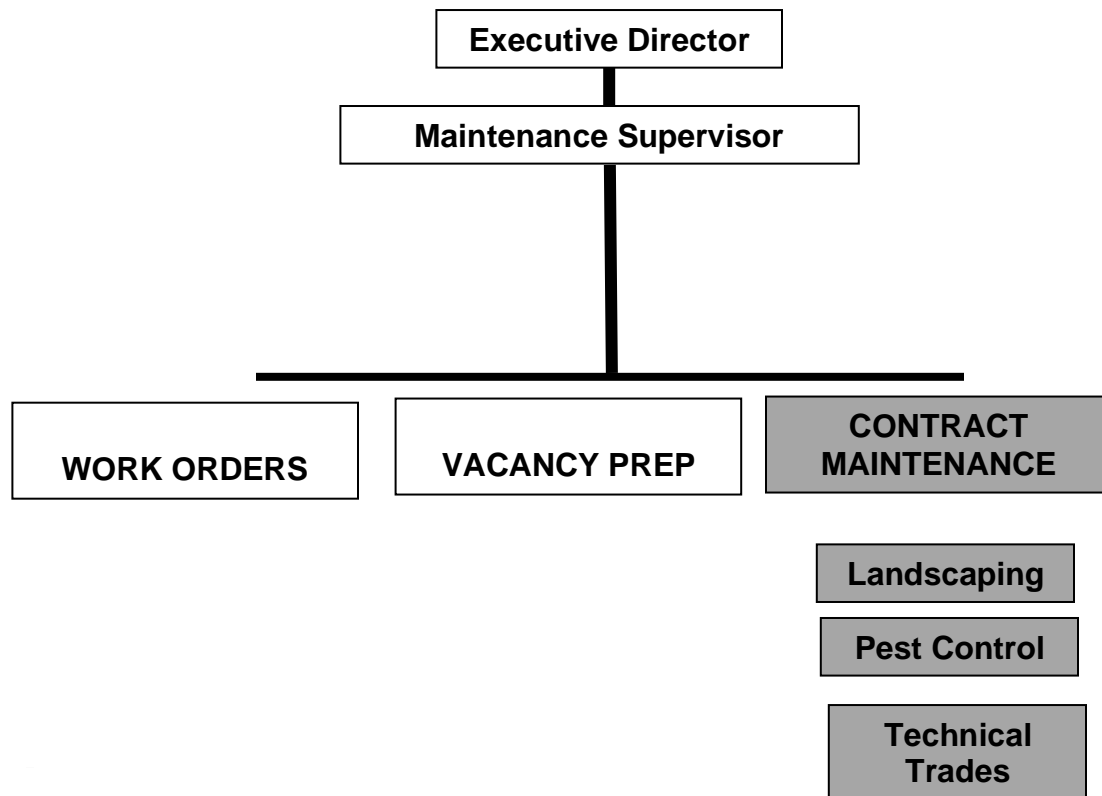 Executive Director
Maintenance Supervisor
WORK ORDERS
VACANCY PREP
CONTRACT
MAINTENANCE
Landscaping
Pest Control
Technical
Trades